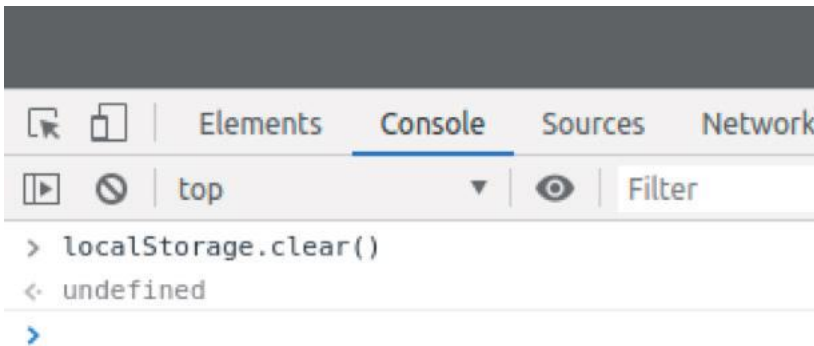 Elements Console Sources Network
top Filter
> localStorage.clear()
undefined
>